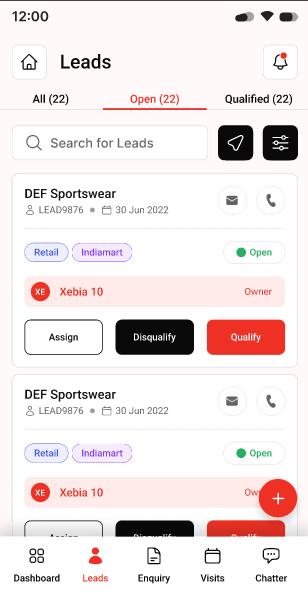 12:00
Leads
All (22) Open (22) Qualified (22)
Search for Leads
DEF Sportswear
LEAD9876 30 Jun 2022
Retail Indiamart Open
XE Xebia 10 Owner
Assign Disqualify Qualify
DEF Sportswear
LEAD9876 30 Jun 2022
Retail Indiamart Open
XE Xebia 10
Assign Disqualify Qualify
Dashboard Leads Enquiry Visits Chatter